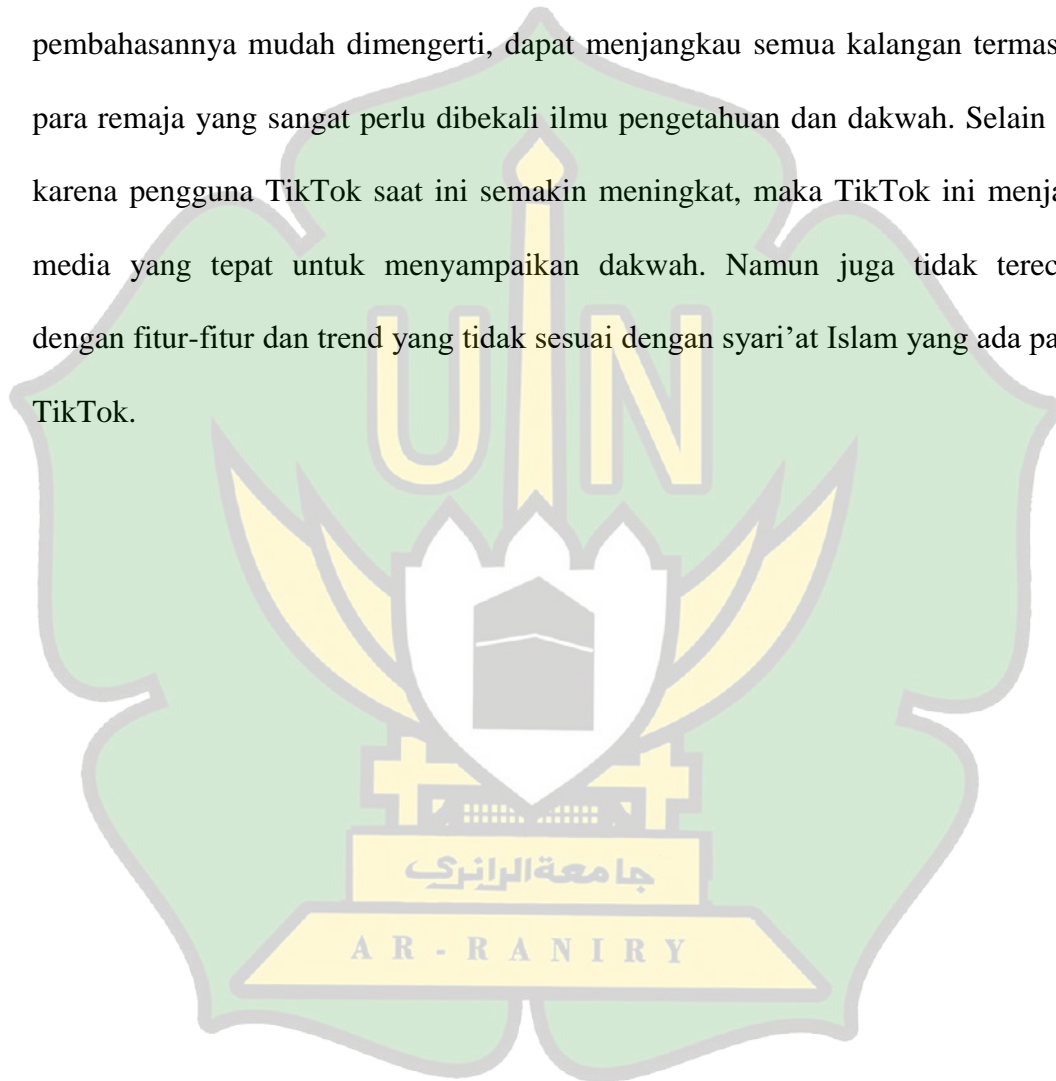 pembahasannya mudah dimengerti, dapat menjangkau semua kalangan termas
para remaja yang sangat perlu dibekali ilmu pengetahuan dan dakwah. Selain
karena pengguna TikTok saat ini semakin meningkat, maka TikTok ini menja
media yang tepat untuk menyampaikan dakwah. Namun juga tidak terec
dengan fitur-fitur dan trend yang tidak sesuai dengan syari’at Islam yang ada pa
TikTok.
UIN
جامعة الرانري
AR-RANIRY